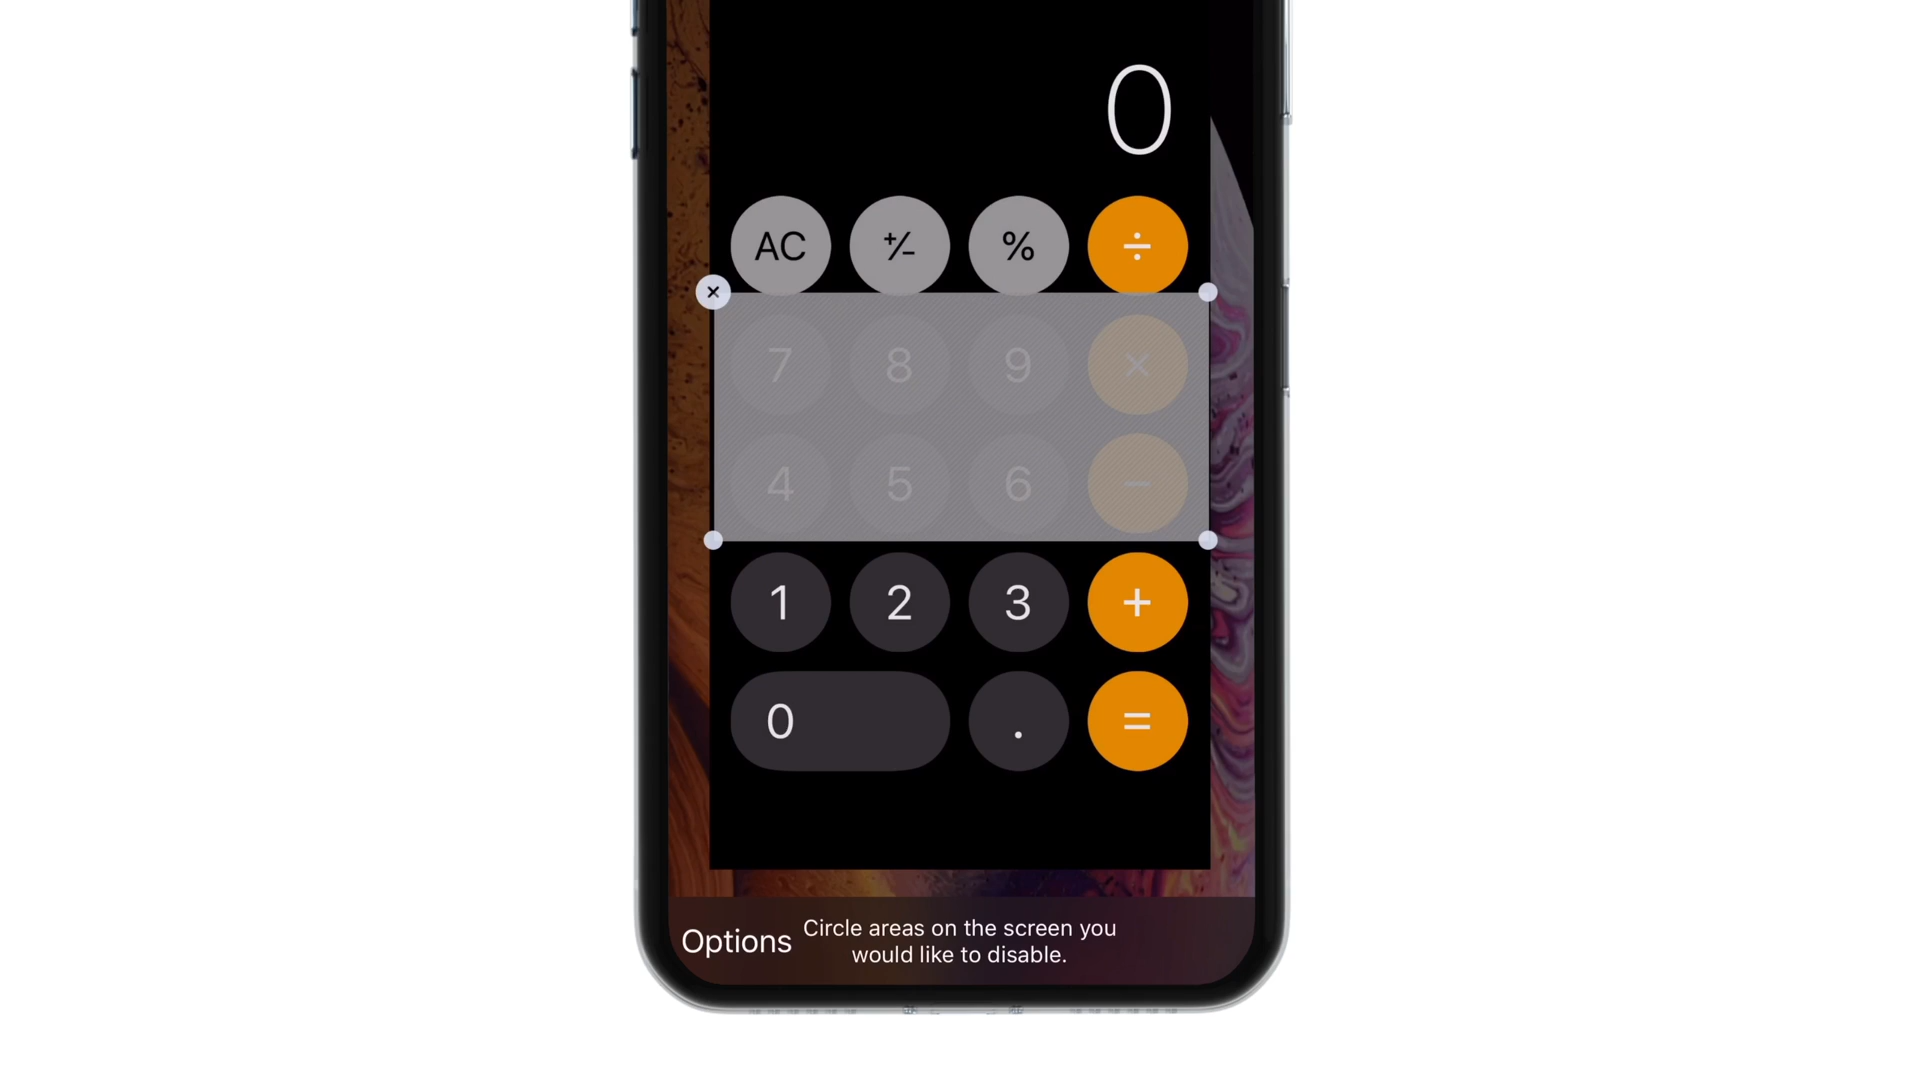 0
AC +/- % ÷
×
7 8 9 ×
4 5 6 −
1 2 3 +
0 . =
Options
Circle areas on the screen you
would like to disable.